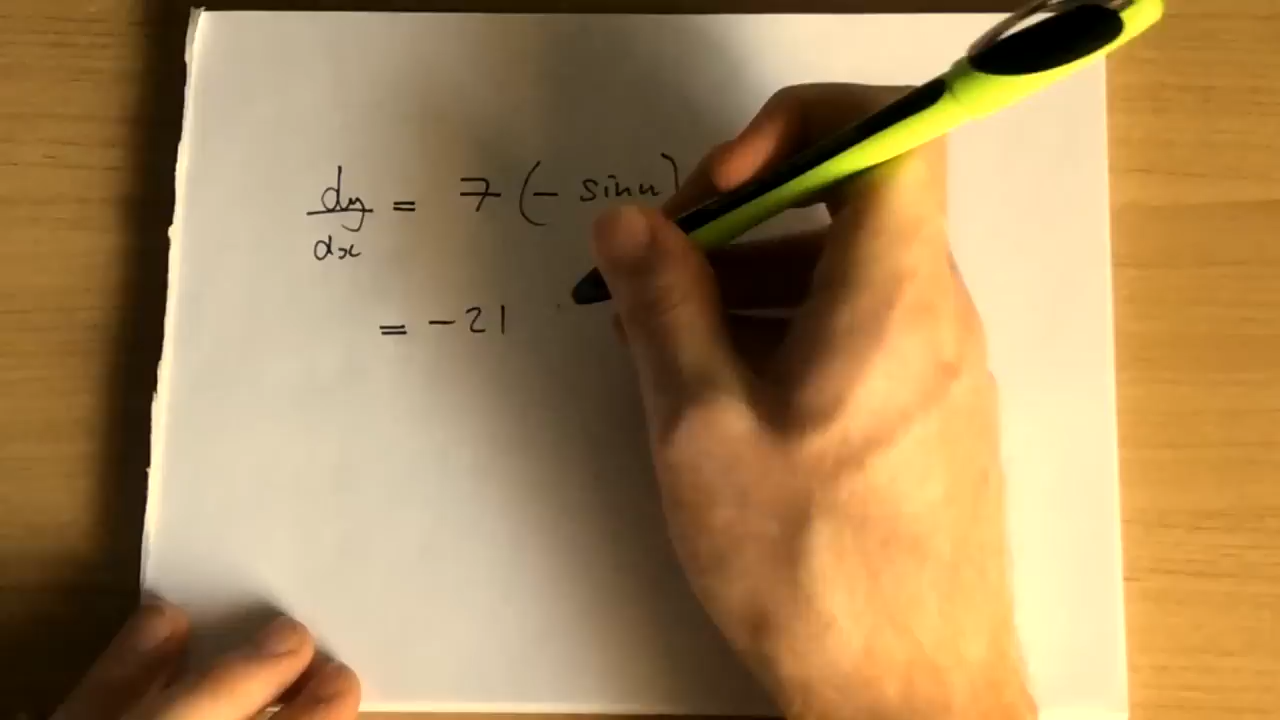 dy/dx = 7 (- sin u)
= -21